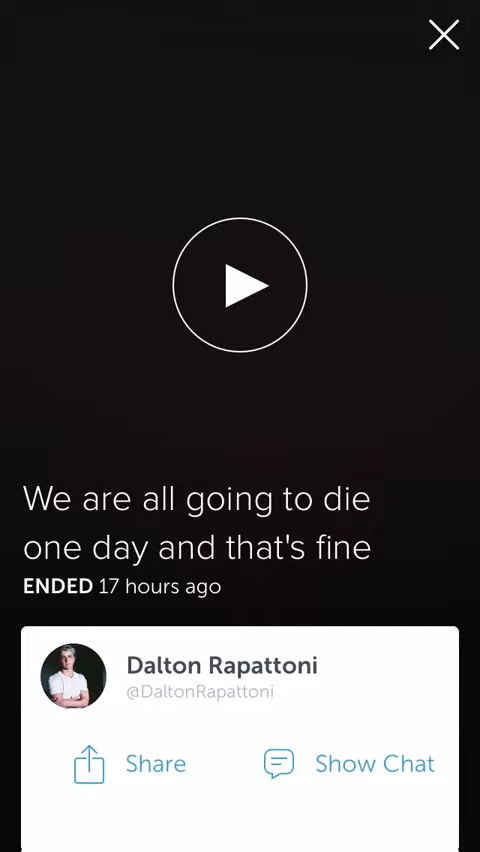 We are all going to die
one day and that's fine
ENDED 17 hours ago
Dalton Rapattoni
@DaltonRapattoni
Share
Show Chat